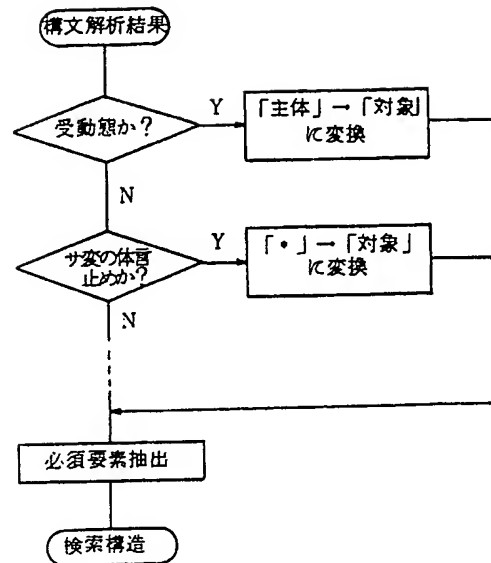 構文解析結果
受動態か?
Y
「主体」→「対象」
に変換
N
サ変の体言
止めか?
Y
「・」→「対象」
に変換
N
必須要素抽出
検索構造